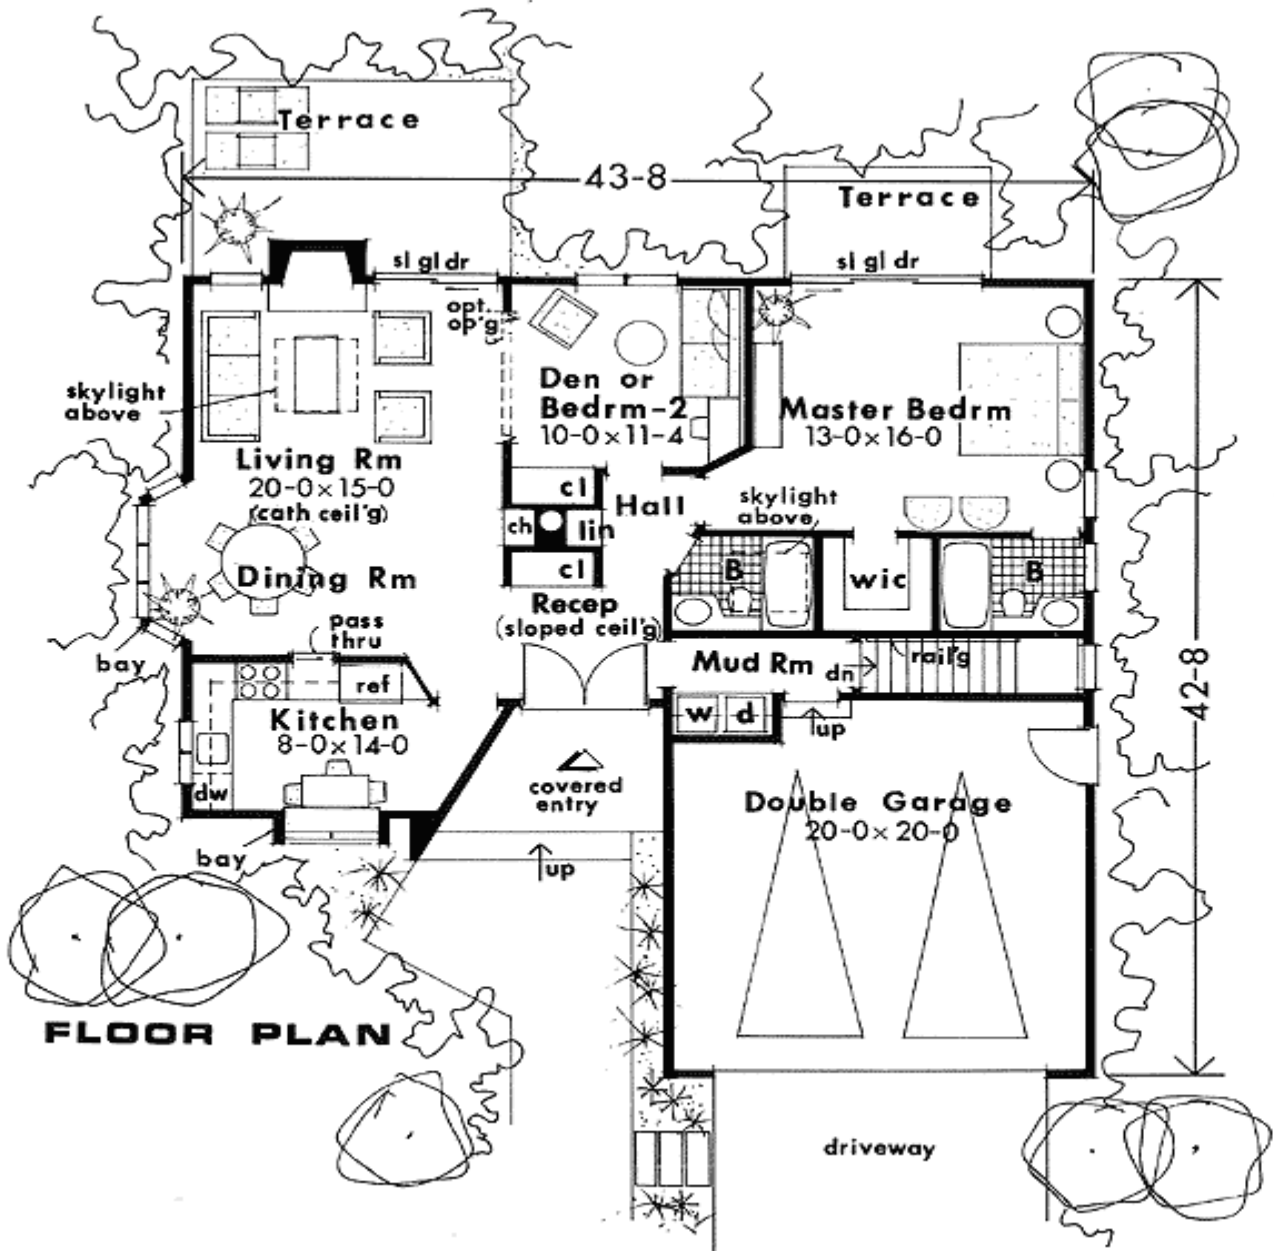 Terrace
43-8
Terrace
sl gl dr
sl gl dr
opt.
op'g
skylight
above
Den or
Bedrm-2
10-0 x 11-4
Master Bedrm
13-0 x 16-0
Living Rm
20-0 x 15-0
(cath ceil'g)
cl
Hall
skylight
above
ch
lin
cl
B
wic
B
Dining Rm
Recep
(sloped ceil'g)
pass
thru
bay
Mud Rm
dn
rail'g
42-8
ref
Kitchen
8-0 x 14-0
w
d
up
dw
covered
entry
Double Garage
20-0 x 20-0
bay
up
FLOOR PLAN
driveway